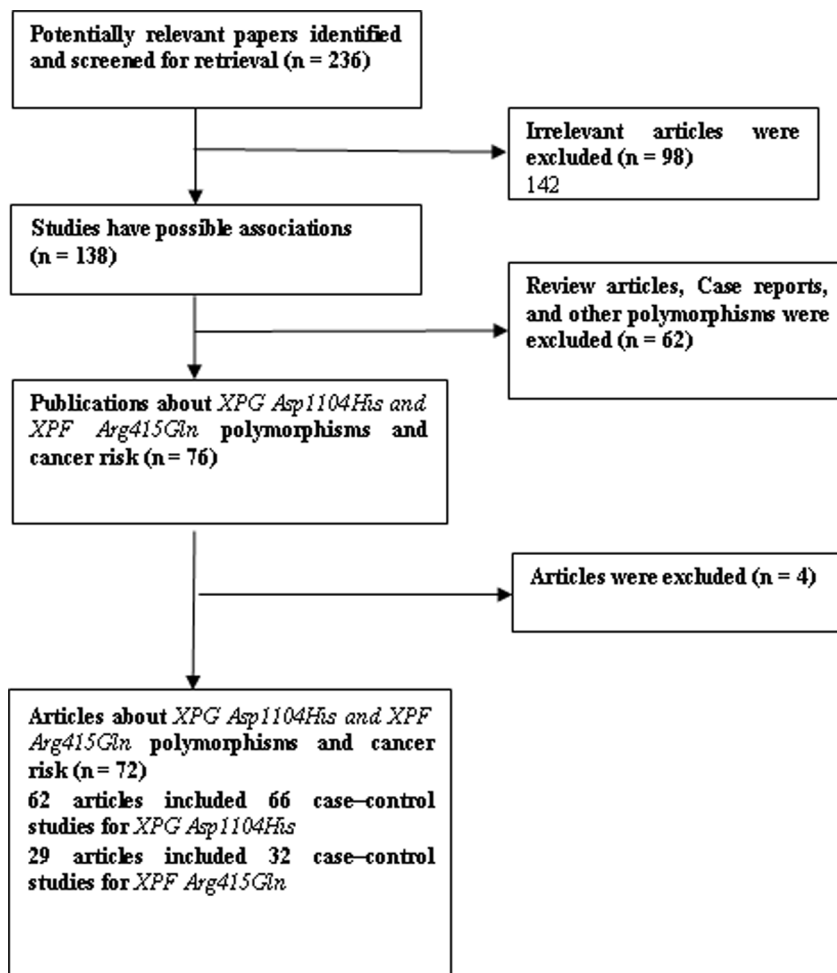 Potentially relevant papers identified
and screened for retrieval (n = 236)
Irrelevant articles were
excluded (n = 98)
142
Studies have possible associations
(n = 138)
Review articles, Case reports,
and other polymorphisms were
excluded (n = 62)
Publications about XPG Asp1104His and
XPF Arg415Gln polymorphisms and
cancer risk (n = 76)
Articles were excluded (n = 4)
Articles about XPG Asp1104His and XPF
Arg415Gln polymorphisms and cancer
risk (n = 72)
62 articles included 66 case–control
studies for XPG Asp1104His
29 articles included 32 case–control
studies for XPF Arg415Gln